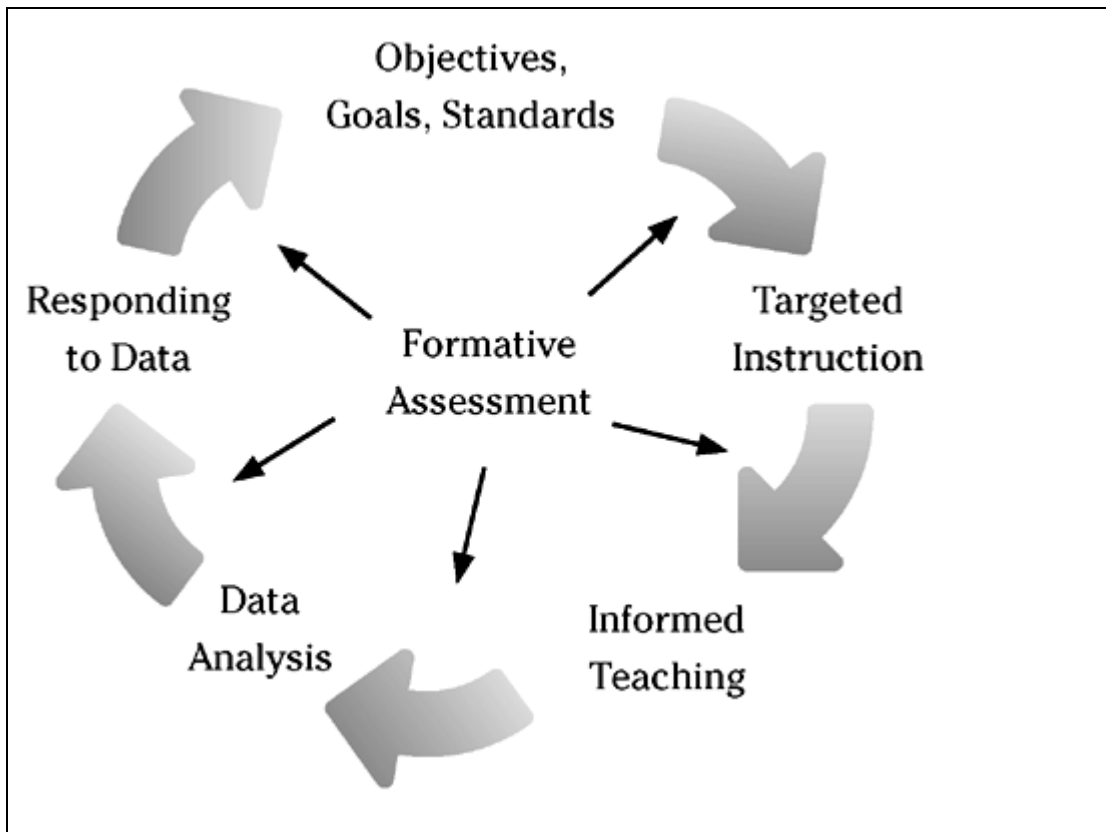 Objectives,
Goals, Standards
Targeted
Instruction
Informed
Teaching
Data
Analysis
Responding
to Data
Formative
Assessment